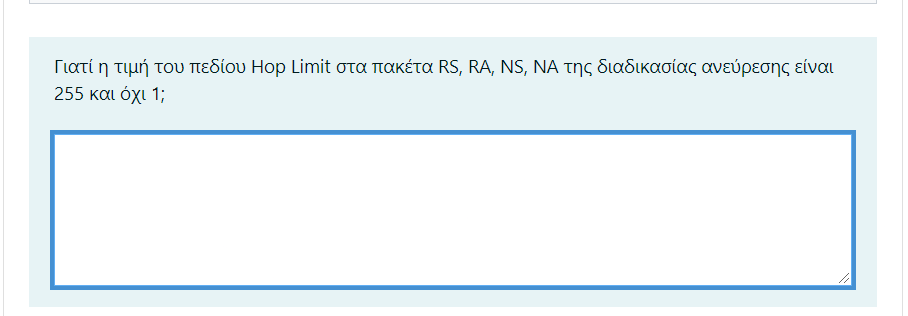 Γιατί η τιμή του πεδίου Hop Limit στα πακέτα RS, RA, NS, NA της διαδικασίας ανεύρεσης είναι
255 και όχι 1;